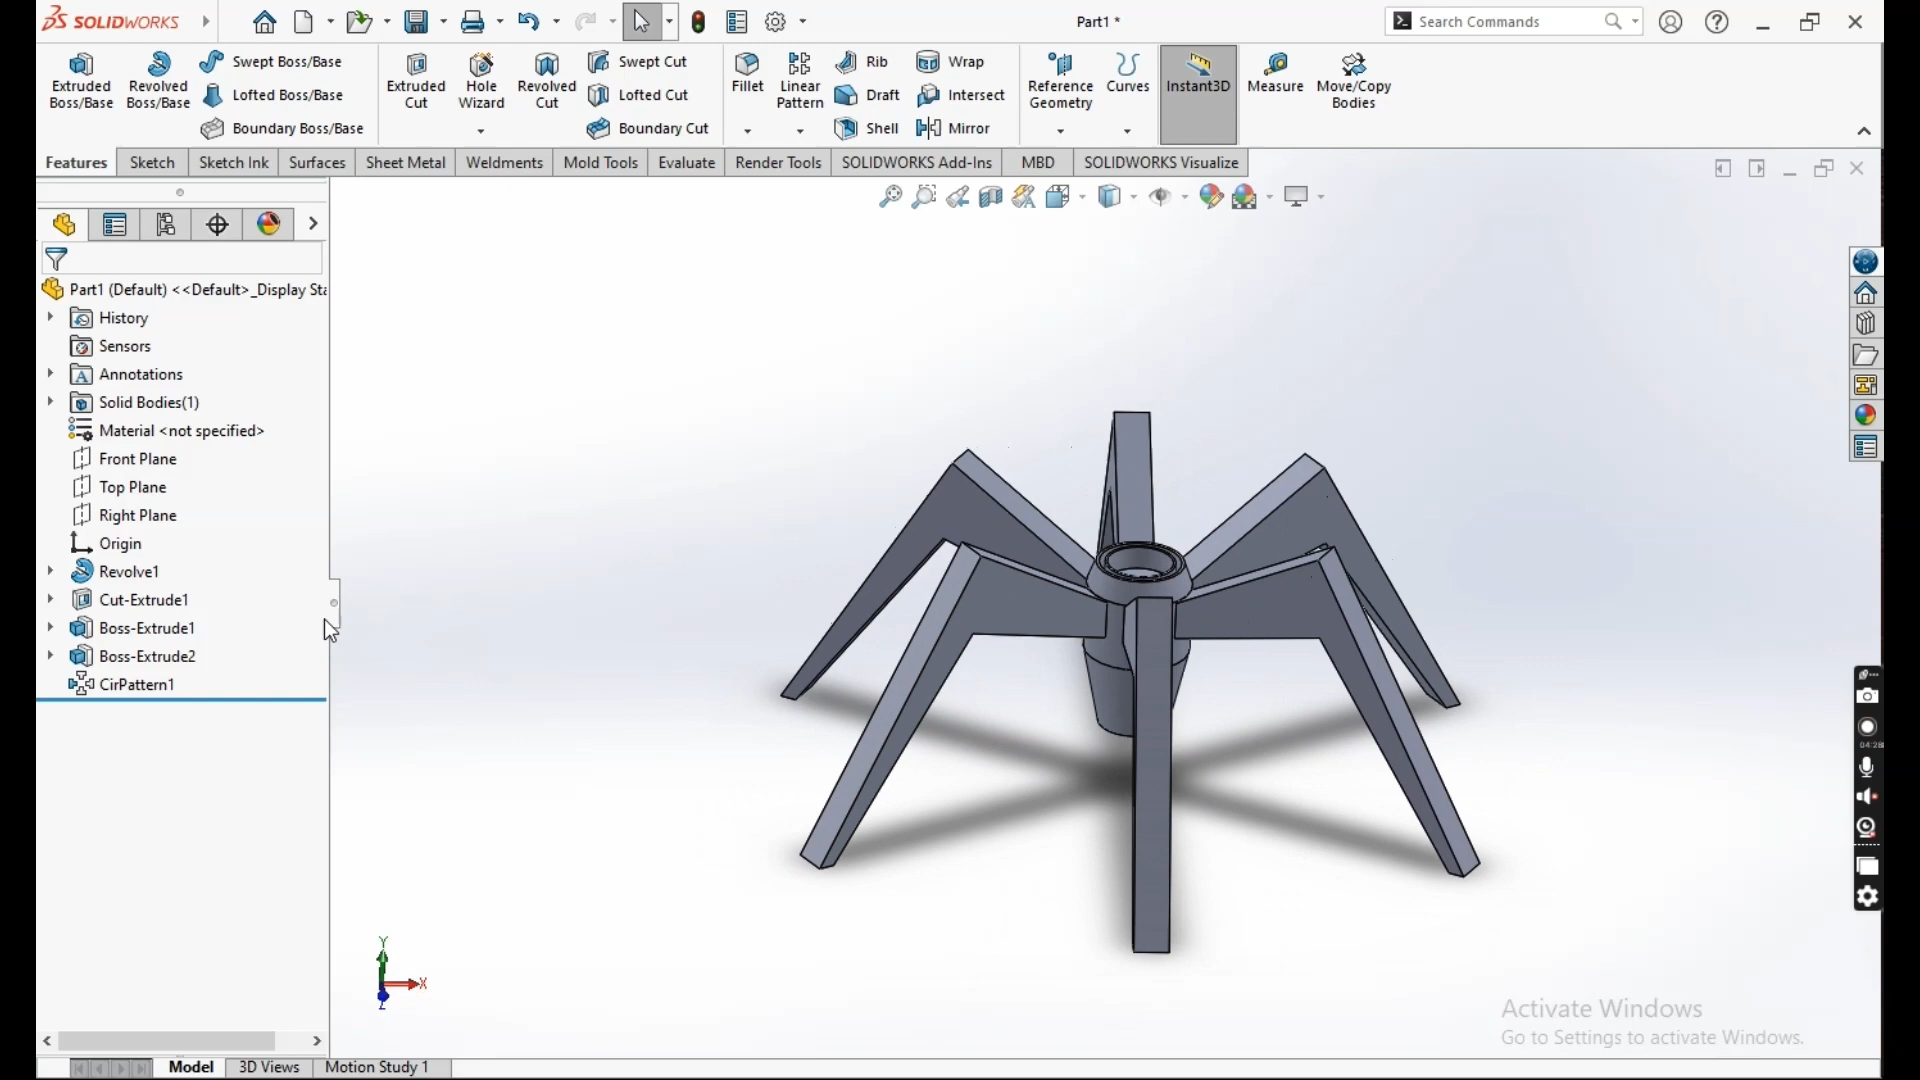 SOLIDWORKS
Part1 *
Search Commands
Extruded
Boss/Base
Revolved
Boss/Base
Swept Boss/Base
Lofted Boss/Base
Boundary Boss/Base
Extruded
Cut
Hole
Wizard
Revolved
Cut
Swept Cut
Lofted Cut
Boundary Cut
Fillet
Linear
Pattern
Rib
Draft
Shell
Wrap
Intersect
Mirror
Reference
Geometry
Curves
Instant3D
Measure
Move/Copy
Bodies
Features
Sketch
Sketch Ink
Surfaces
Sheet Metal
Weldments
Mold Tools
Evaluate
Render Tools
SOLIDWORKS Add-Ins
MBD
SOLIDWORKS Visualize
Part1 (Default) <<Default>_Display Sta
History
Sensors
Annotations
Solid Bodies(1)
Material <not specified>
Front Plane
Top Plane
Right Plane
Origin
Revolve1
Cut-Extrude1
Boss-Extrude1
Boss-Extrude2
CirPattern1
04:28
Y
X
Z
Activate Windows
Go to Settings to activate Windows.
Model
3D Views
Motion Study 1